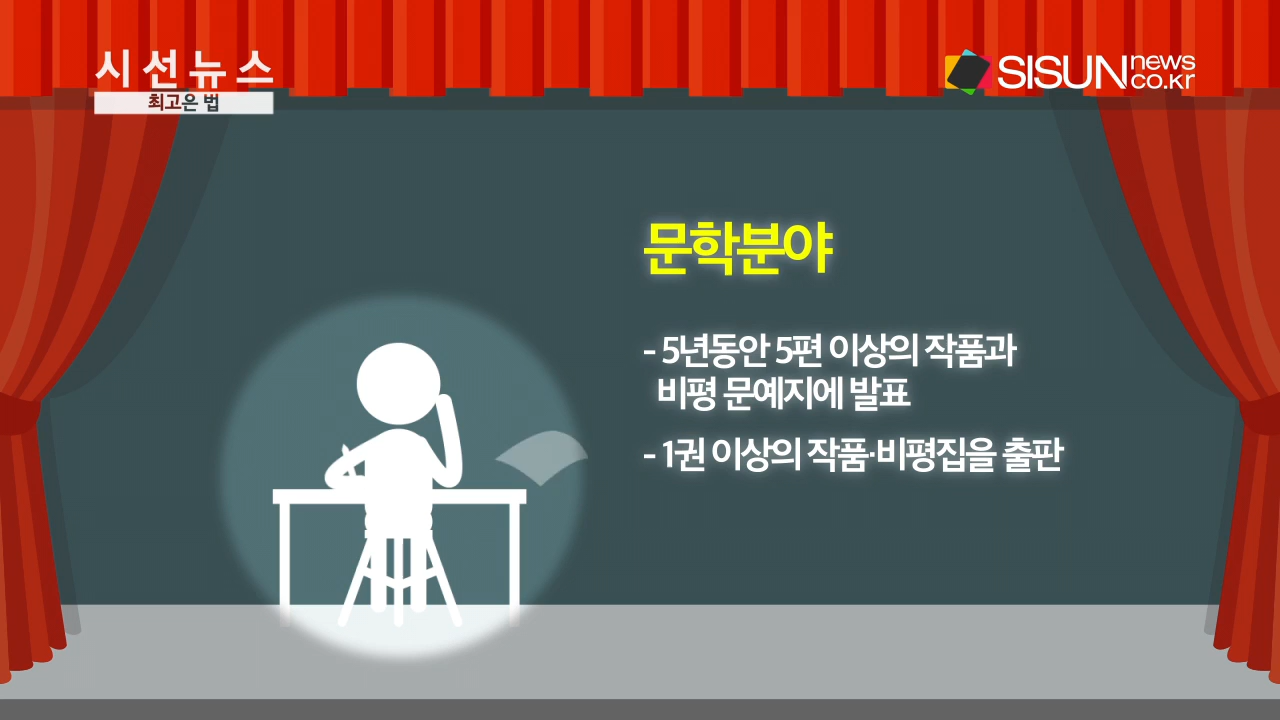 시선뉴스
최고은 법
SISUN news
co.kr
문학분야
- 5년동안 5편 이상의 작품과
비평 문예지에 발표
- 1권 이상의 작품·비평집을 출판